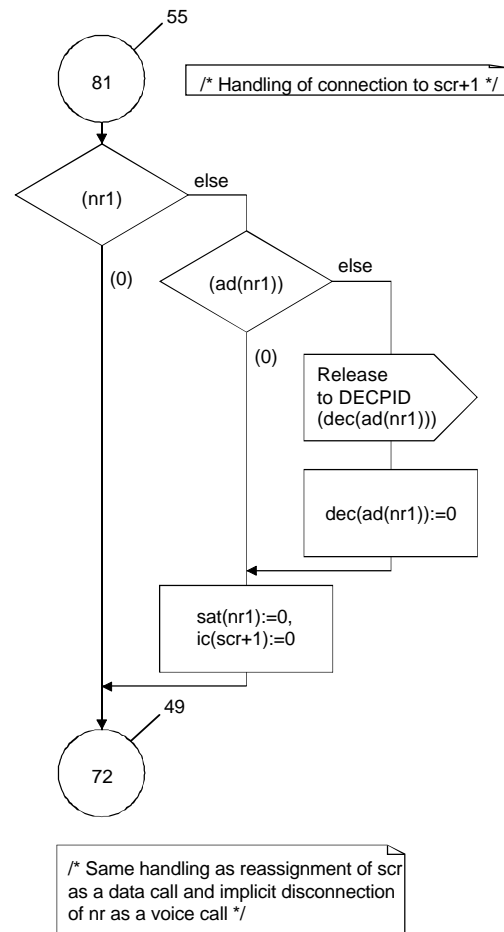 55
81
/* Handling of connection to scr+1 */
(nr1)
else
(0)
(ad(nr1))
else
(0)
Release
to DECPID
(dec(ad(nr1)))
dec(ad(nr1)):=0
sat(nr1):=0,
ic(scr+1):=0
49
72
/* Same handling as reassignment of scr
as a data call and implicit disconnection
of nr as a voice call */